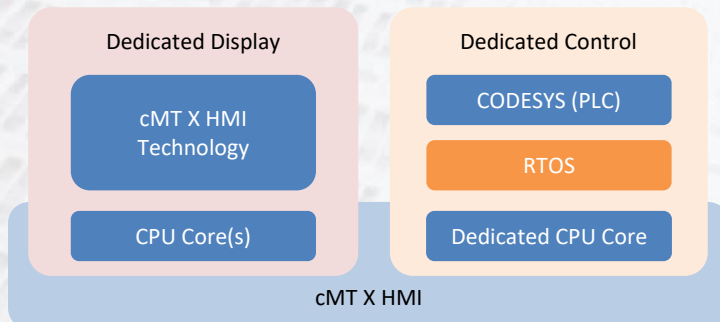 Dedicated Display
cMT X HMI
Technology
CPU Core(s)
Dedicated Control
CODESYS (PLC)
RTOS
Dedicated CPU Core
cMT X HMI